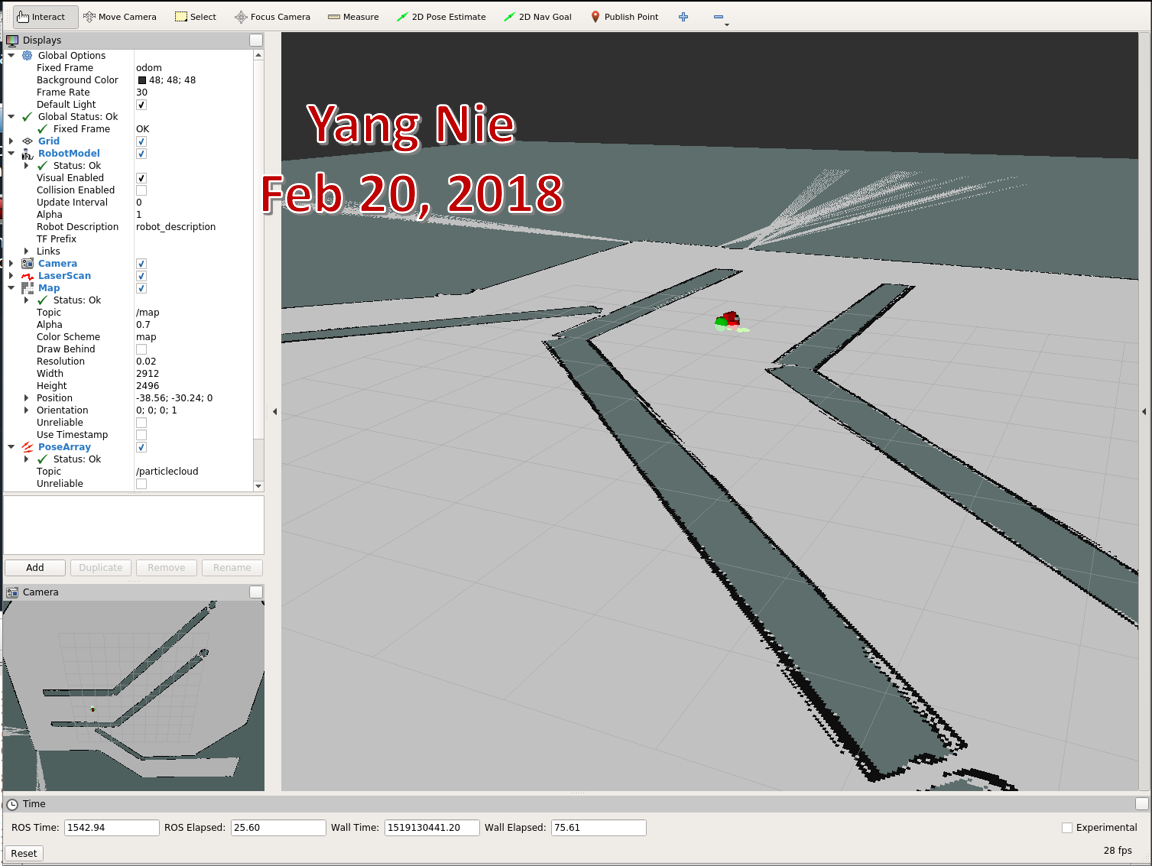 Interact Move Camera Select Focus Camera Measure 2D Pose Estimate 2D Nav Goal Publish Point
Displays
Global Options
Fixed Frame odom
Background Color 48; 48; 48
Frame Rate 30
Default Light
Global Status: Ok
Fixed Frame OK
Grid
RobotModel
Status: Ok
Visual Enabled
Collision Enabled
Update Interval 0
Alpha 1
Robot Description robot_description
TF Prefix
Links
Camera
LaserScan
Map
Status: Ok
Topic /map
Alpha 0.7
Color Scheme map
Draw Behind
Resolution 0.02
Width 2912
Height 2496
Position -38.56; -30.24; 0
Orientation 0; 0; 0; 1
Unreliable
Use Timestamp
PoseArray
Status: Ok
Topic /particlecloud
Unreliable
Add Duplicate Remove Rename
Camera
Yang Nie
Feb 20, 2018
Time
ROS Time: 1542.94 ROS Elapsed: 25.60 Wall Time: 1519130441.20 Wall Elapsed: 75.61 Experimental
Reset 28 fps